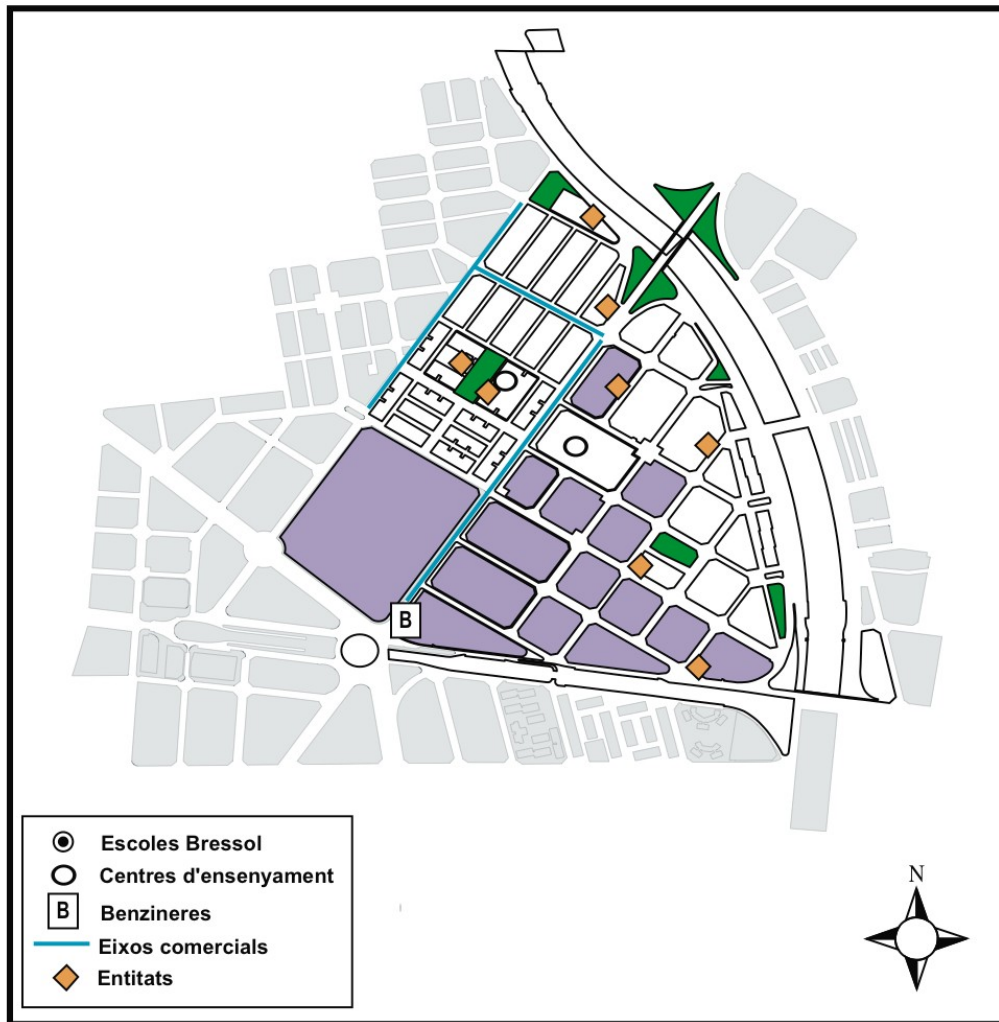 B
Escoles Bressol
Centres d'ensenyament
B
Benzineres
Eixos comercials
Entitats
N